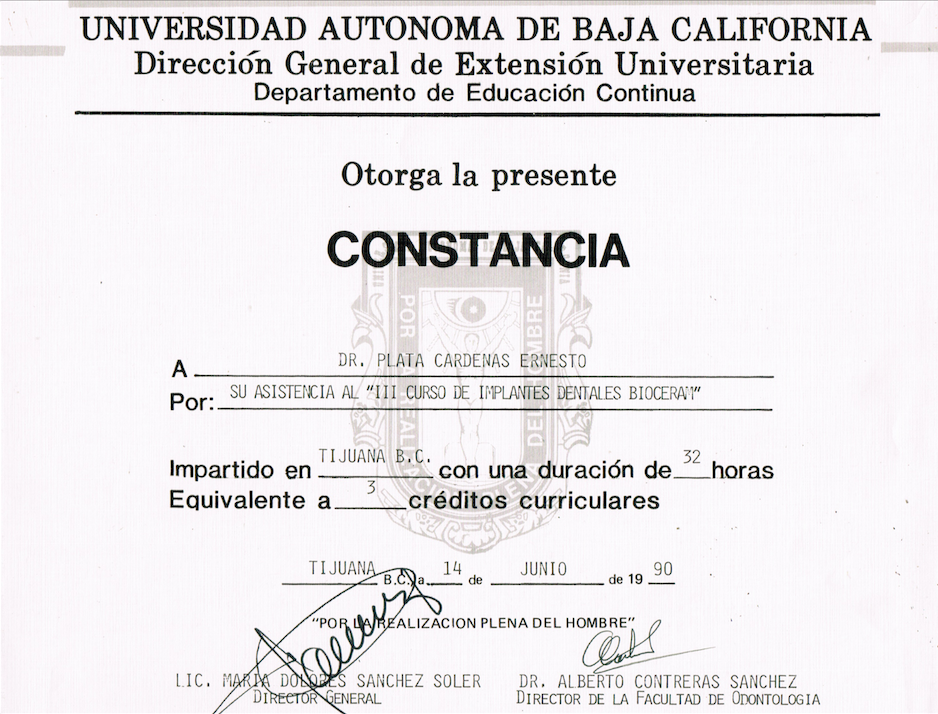 UNIVERSIDAD AUTONOMA DE BAJA CALIFORNIA
Dirección General de Extensión Universitaria
Departamento de Educación Continua
Otorga la presente
CONSTANCIA
A DR. PLATA CARDENAS ERNESTO
Por: SU ASISTENCIA AL "III CURSO DE IMPLANTES DENTALES BIOCERAM"
Impartido en TIJUANA B.C. con una duración de 32 horas
Equivalente a 3 créditos curriculares
TIJUANA B.C., a 14 de JUNIO de 19 90
"POR LA REALIZACION PLENA DEL HOMBRE"
LIC. MARIA DOLORES SANCHEZ SOLER DR. ALBERTO CONTRERAS SANCHEZ
DIRECTOR GENERAL DIRECTOR DE LA FACULTAD DE ODONTOLOGIA
POR
DEL HOMBRE